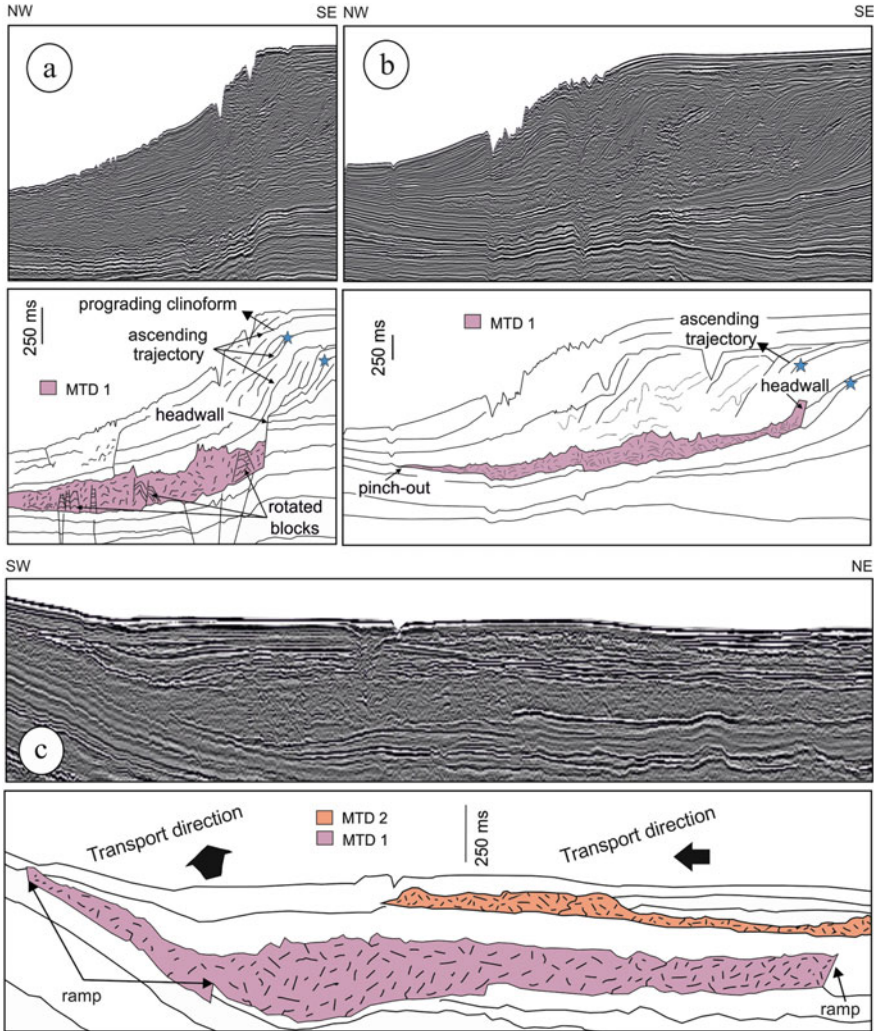 NW
SE
NW
SE
a
b
250 ms
prograding clinoform
ascending
trajectory
MTD 1
headwall
rotated
blocks
MTD 1
250 ms
ascending
trajectory
headwall
pinch-out
SW
NE
c
MTD 2
MTD 1
250 ms
Transport direction
Transport direction
ramp
ramp